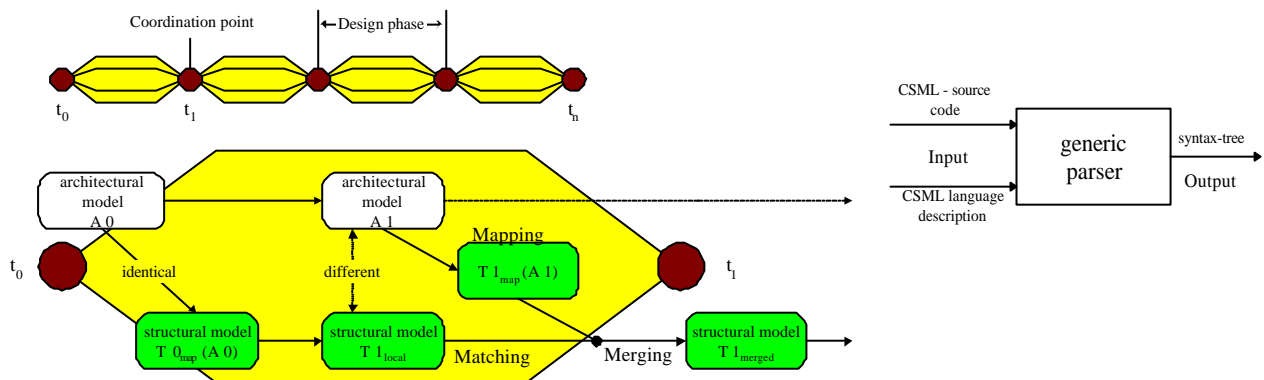 Coordination point
Design phase
t0
t1
tn
architectural
model
A 0
architectural
model
A 1
Mapping
t0
identical
different
T 1map (A 1)
t1
structural model
T 0map (A 0)
structural model
T 1local
Matching
Merging
structural model
T 1merged
CSML - source
code
Input
CSML language
description
generic
parser
syntax-tree
Output